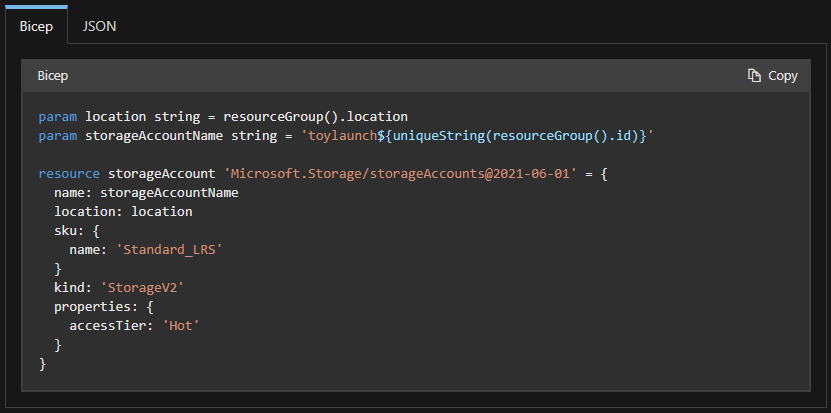 Bicep JSON
Bicep Copy
param location string = resourceGroup().location
param storageAccountName string = 'toylaunch${uniqueString(resourceGroup().id)}'

resource storageAccount 'Microsoft.Storage/storageAccounts@2021-06-01' = {
  name: storageAccountName
  location: location
  sku: {
    name: 'Standard_LRS'
  }
  kind: 'StorageV2'
  properties: {
    accessTier: 'Hot'
  }
}